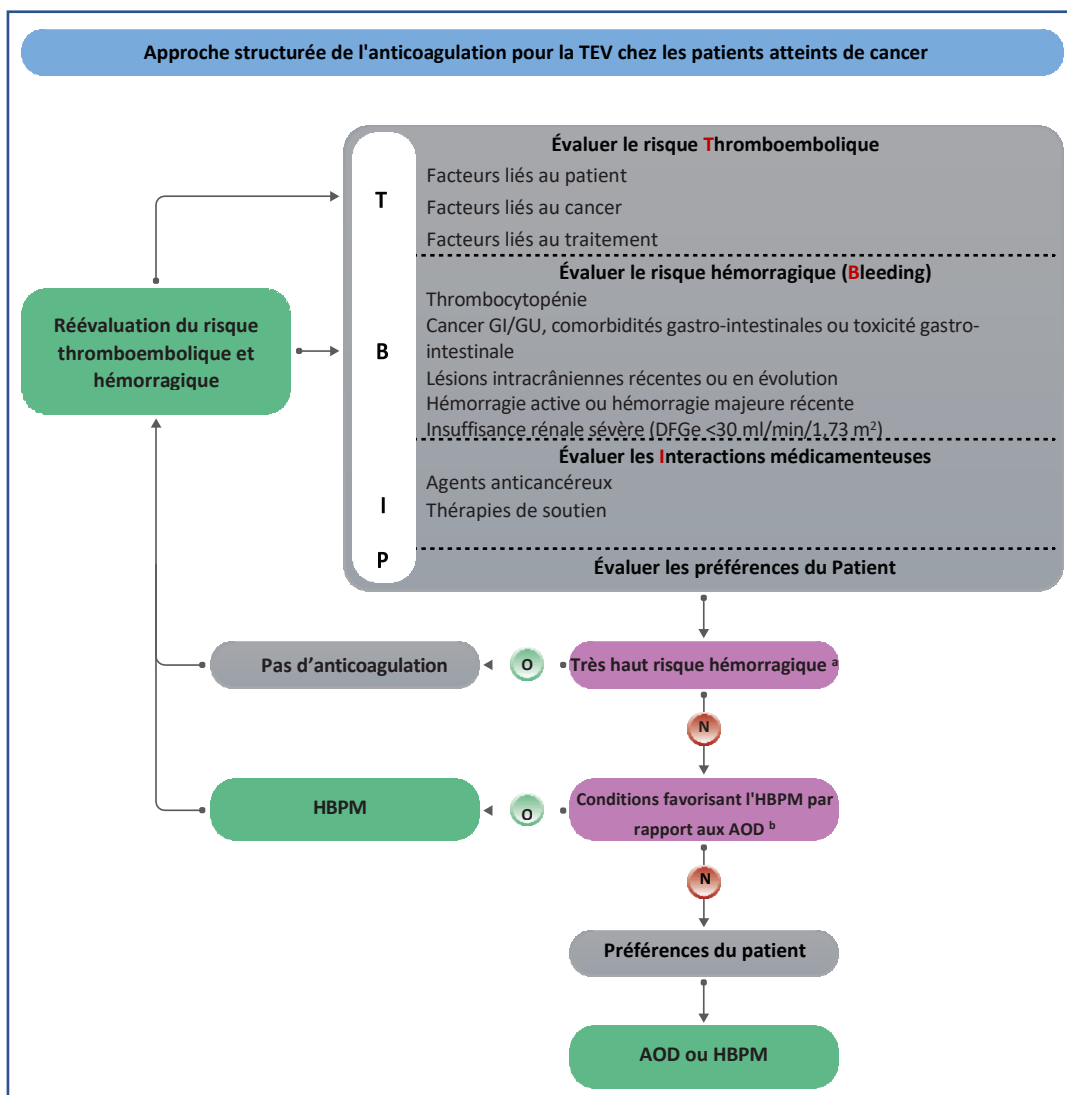 Approche structurée de l'anticoagulation pour la TEV chez les patients atteints de cancer
Évaluer le risque Thromboembolique
T
Facteurs liés au patient
Facteurs liés au cancer
Facteurs liés au traitement
Évaluer le risque hémorragique (Bleeding)
B
Thrombocytopénie
Cancer GI/GU, comorbidités gastro-intestinales ou toxicité gastro-
intestinale
Lésions intracrâniennes récentes ou en évolution
Hémorragie active ou hémorragie majeure récente
Insuffisance rénale sévère (DFGe <30 ml/min/1,73 m²)
Évaluer les Interactions médicamenteuses
I
Agents anticancéreux
Thérapies de soutien
P
Évaluer les préférences du Patient
Réévaluation du risque
thromboembolique et
hémorragique
Très haut risque hémorragique ᵃ
O
Pas d’anticoagulation
N
Conditions favorisant l'HBPM par
rapport aux AOD ᵇ
O
HBPM
N
Préférences du patient
AOD ou HBPM